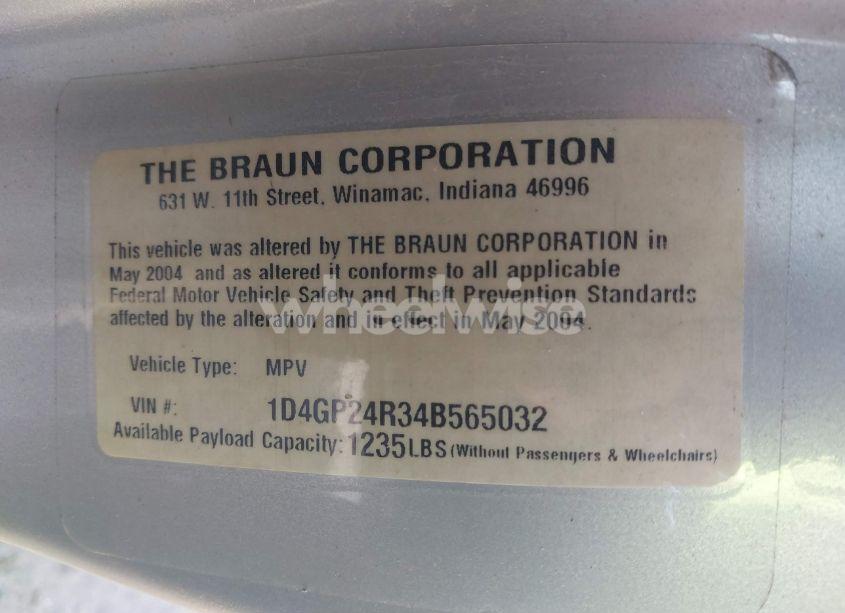 THE BRAUN CORPORATION
631 W. 11th Street, Winamac, Indiana 46996
This vehicle was altered by THE BRAUN CORPORATION in
May 2004 and as altered it conforms to all applicable
Federal Motor Vehicle Safety and Theft Prevention Standards
affected by the alteration and in effect in May 2004.
wheelwise
Vehicle Type: MPV
VIN #: 1D4GP24R34B565032
Available Payload Capacity: 1235LBS (Without Passengers & Wheelchairs)